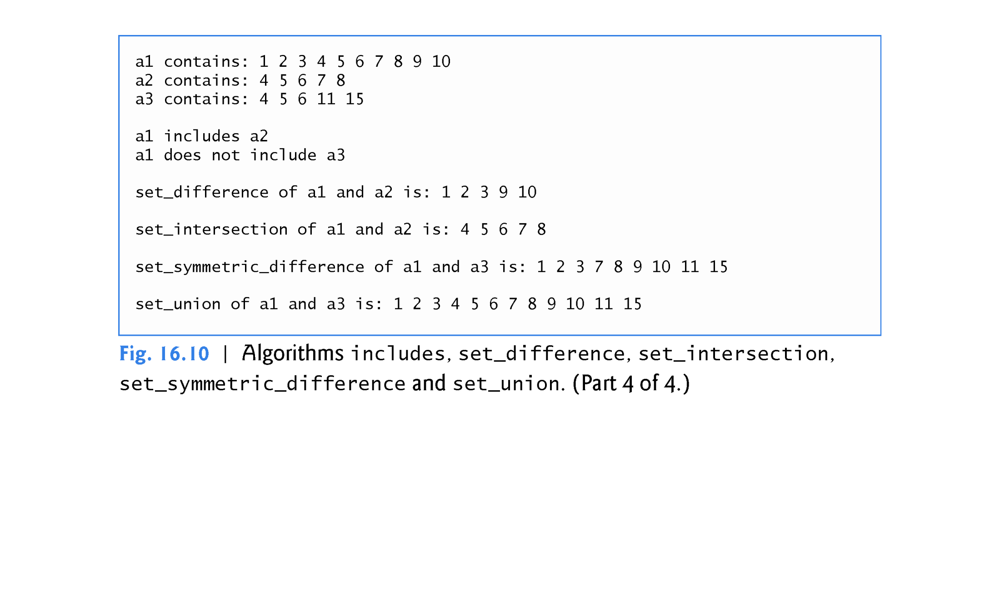 a1 contains: 1 2 3 4 5 6 7 8 9 10
a2 contains: 4 5 6 7 8
a3 contains: 4 5 6 11 15
a1 includes a2
a1 does not include a3
set_difference of a1 and a2 is: 1 2 3 9 10
set_intersection of a1 and a2 is: 4 5 6 7 8
set_symmetric_difference of a1 and a3 is: 1 2 3 7 8 9 10 11 15
set_union of a1 and a3 is: 1 2 3 4 5 6 7 8 9 10 11 15
Fig. 16.10 | Algorithms includes, set_difference, set_intersection,
set_symmetric_difference and set_union. (Part 4 of 4.)